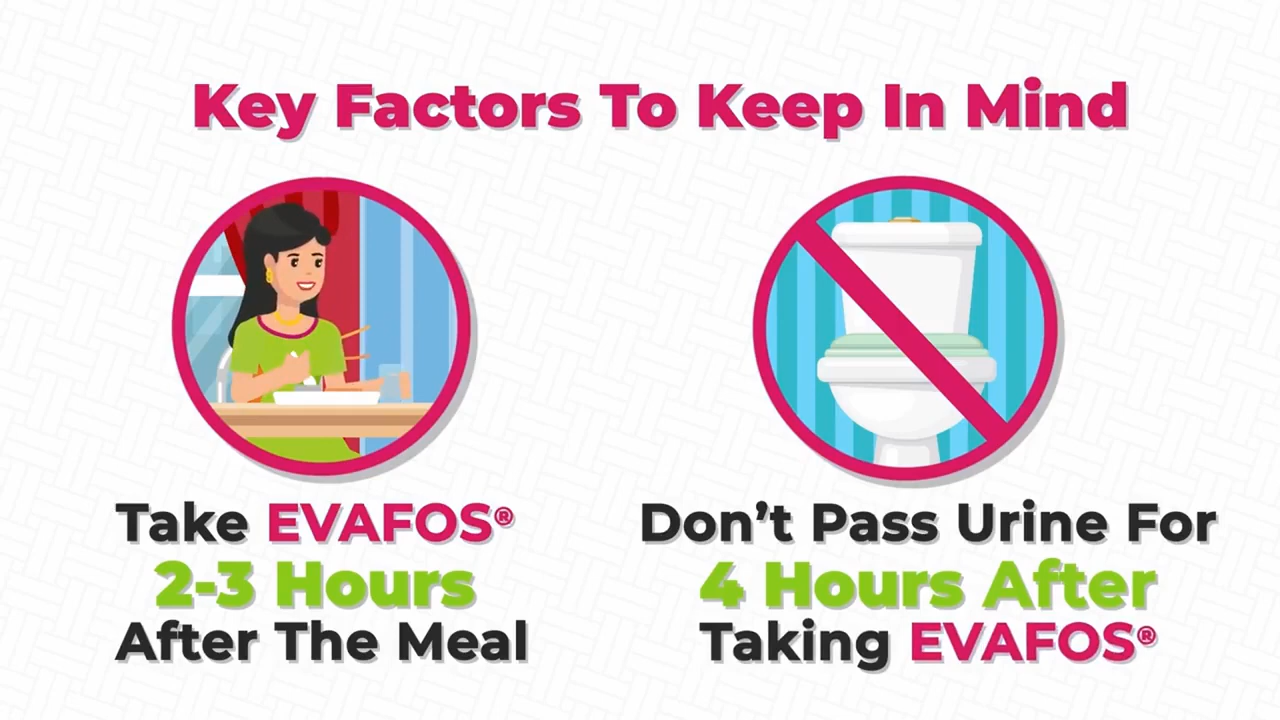 Key Factors To Keep In Mind
Take EVAFOS®
2-3 Hours
After The Meal
Don’t Pass Urine For
4 Hours After
Taking EVAFOS®